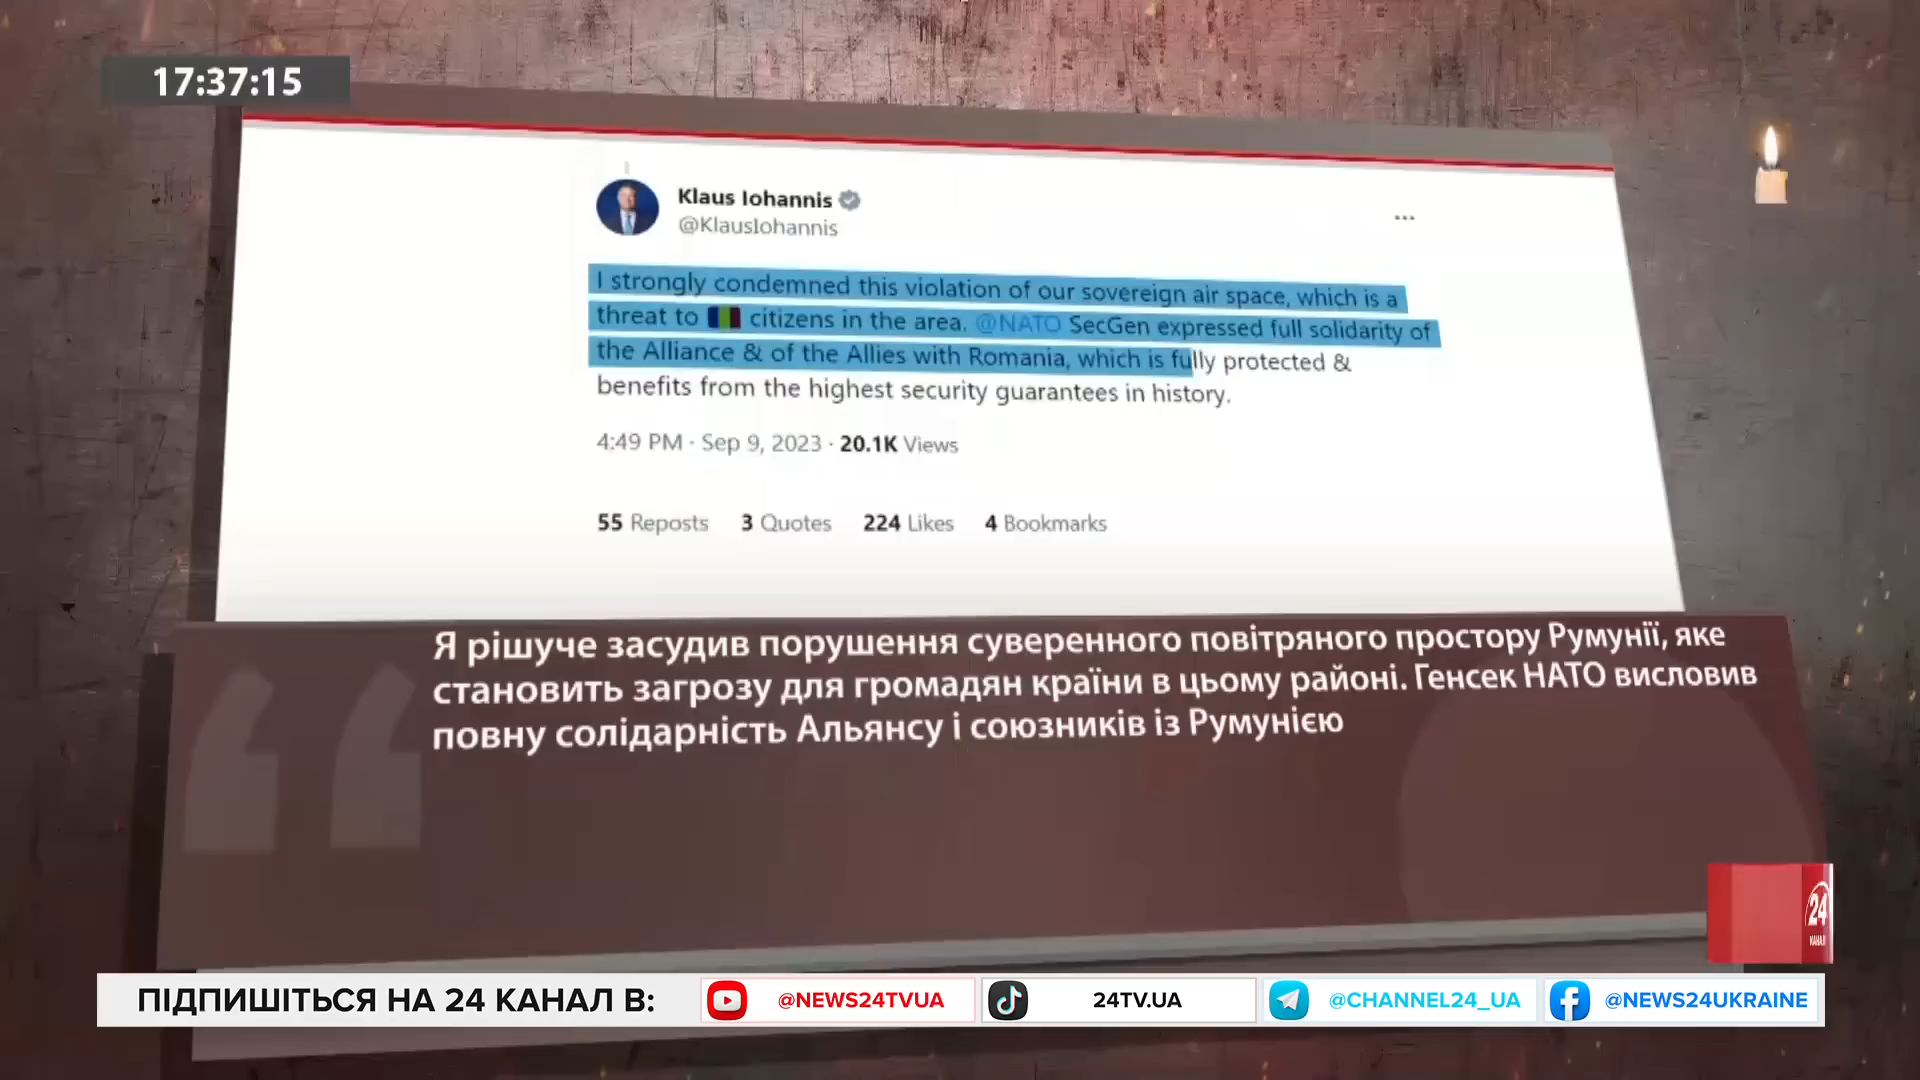 17:37:15
Klaus Iohannis
@KlausIohannis
...
I strongly condemned this violation of our sovereign air space, which is a
threat to citizens in the area. @NATO SecGen expressed full solidarity of
the Alliance & of the Allies with Romania, which is fully protected &
benefits from the highest security guarantees in history.
4:49 PM · Sep 9, 2023 · 20.1K Views
55 Reposts 3 Quotes 224 Likes 4 Bookmarks
Я рішуче засудив порушення суверенного повітряного простору Румунії, яке
становить загрозу для громадян країни в цьому районі. Генсек НАТО висловив
повну солідарність Альянсу і союзників із Румунією
24
КАНАЛ
ПІДПИШІТЬСЯ НА 24 КАНАЛ В: @NEWS24TVUA 24TV.UA @CHANNEL24_UA @NEWS24UKRAINE